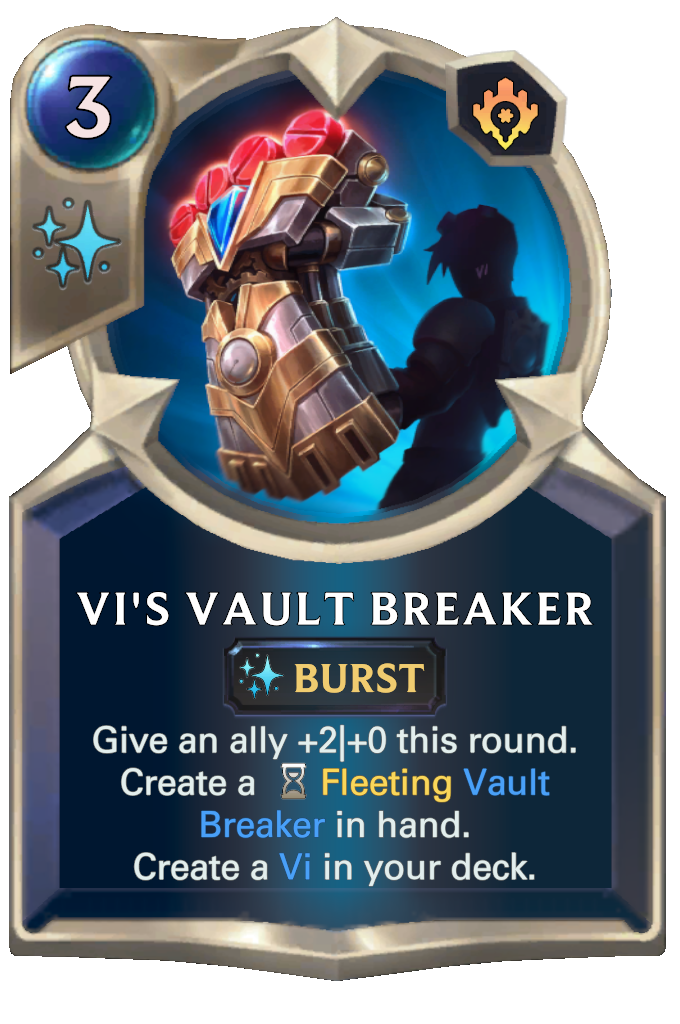 3
VI
VI'S VAULT BREAKER
BURST
Give an ally +2|+0 this round.
Create a Fleeting Vault
Breaker in hand.
Create a Vi in your deck.